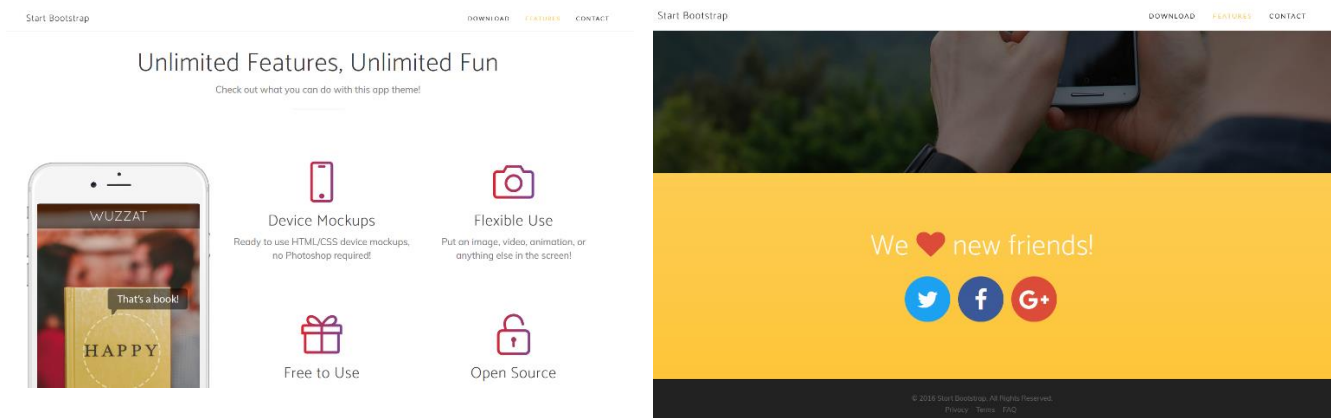 Start Bootstrap
DOWNLOAD FEATURES CONTACT
Unlimited Features, Unlimited Fun
Check out what you can do with this app theme!
WUZZAT
That's a book!
HAPPY
Device Mockups
Ready to use HTML/CSS device mockups,
no Photoshop required!
Flexible Use
Put an image, video, animation, or
anything else in the screen!
Free to Use
Open Source
Start Bootstrap
DOWNLOAD FEATURES CONTACT
We ❤ new friends!
f
G+
© 2016 Start Bootstrap. All Rights Reserved.
Privacy Terms FAQ